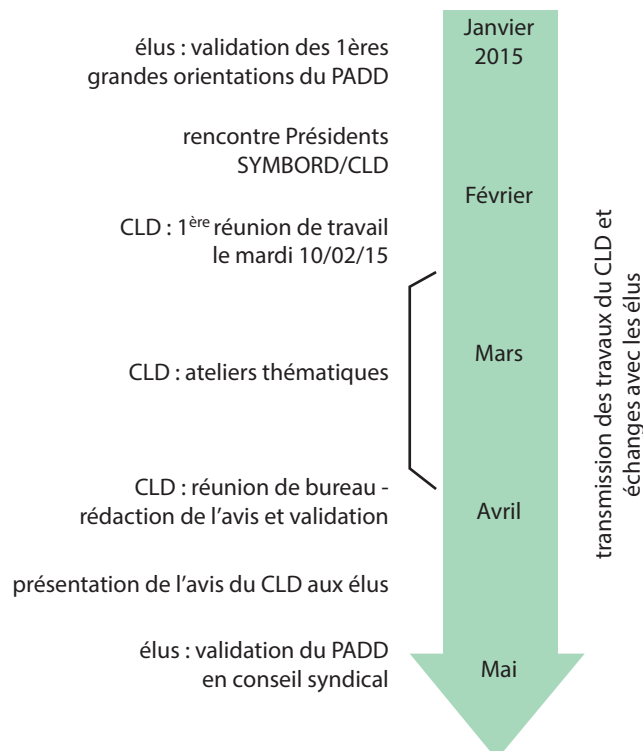 Janvier
2015
élus : validation des 1ères
grandes orientations du PADD
rencontre Présidents
SYMBORD/CLD
Février
CLD : 1ère réunion de travail
le mardi 10/02/15
Mars
CLD : ateliers thématiques
CLD : réunion de bureau -
rédaction de l'avis et validation
Avril
présentation de l'avis du CLD aux élus
élus : validation du PADD
en conseil syndical
Mai
transmission des travaux du CLD et
échanges avec les élus